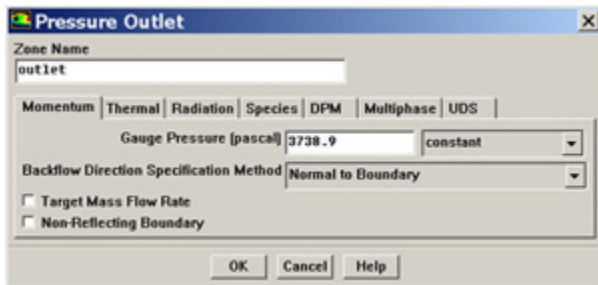 Pressure Outlet
Zone Name
outlet
Momentum Thermal Radiation Species DPM Multiphase UDS
Gauge Pressure (pascal) 3738.9 constant
Backflow Direction Specification Method Normal to Boundary
Target Mass Flow Rate
Non-Reflecting Boundary
OK Cancel Help